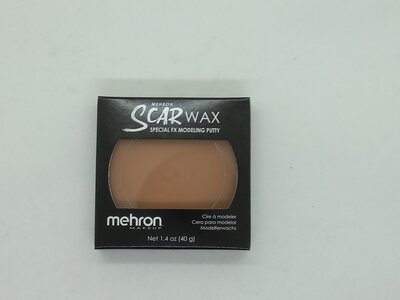 MEHRON
SCAR WAX
SPECIAL FX MODELING PUTTY
mehron
MAKEUP
Cire à modeler
Cera para modelar
Modellierwachs
Net 1.4 oz (40 g)